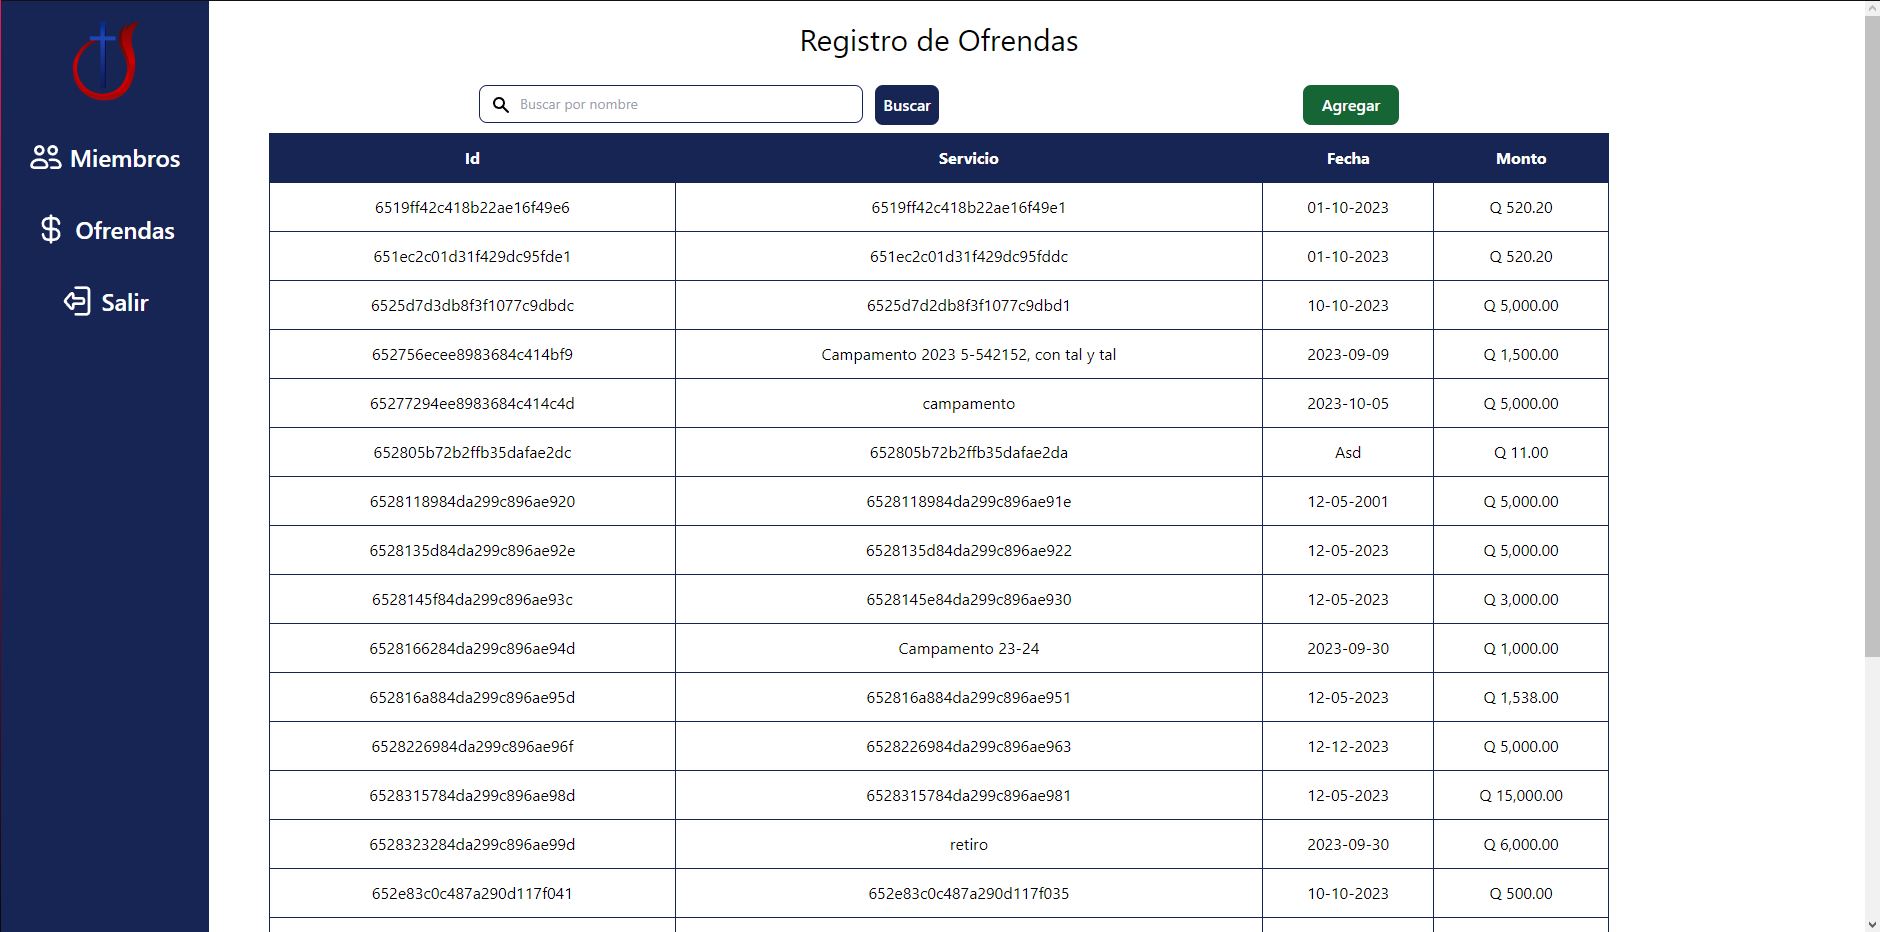 Registro de Ofrendas
Buscar por nombre
Buscar
Agregar
Miembros
Ofrendas
Salir
Id Servicio Fecha Monto
6519ff42c418b22ae16f49e6 6519ff42c418b22ae16f49e1 01-10-2023 Q 520.20
651ec2c01d31f429dc95fde1 651ec2c01d31f429dc95fddc 01-10-2023 Q 520.20
6525d7d3db8f3f1077c9dbdc 6525d7d2db8f3f1077c9dbd1 10-10-2023 Q 5,000.00
652756ecee8983684c414bf9 Campamento 2023 5-542152, con tal y tal 2023-09-09 Q 1,500.00
65277294ee8983684c414c4d campamento 2023-10-05 Q 5,000.00
652805b72b2ffb35dafae2dc 652805b72b2ffb35dafae2da Asd Q 11.00
6528118984da299c896ae920 6528118984da299c896ae91e 12-05-2001 Q 5,000.00
6528135d84da299c896ae92e 6528135d84da299c896ae922 12-05-2023 Q 5,000.00
6528145f84da299c896ae93c 6528145e84da299c896ae930 12-05-2023 Q 3,000.00
6528166284da299c896ae94d Campamento 23-24 2023-09-30 Q 1,000.00
652816a884da299c896ae95d 652816a884da299c896ae951 12-05-2023 Q 1,538.00
6528226984da299c896ae96f 6528226984da299c896ae963 12-12-2023 Q 5,000.00
6528315784da299c896ae98d 6528315784da299c896ae981 12-05-2023 Q 15,000.00
6528323284da299c896ae99d retiro 2023-09-30 Q 6,000.00
652e83c0c487a290d117f041 652e83c0c487a290d117f035 10-10-2023 Q 500.00